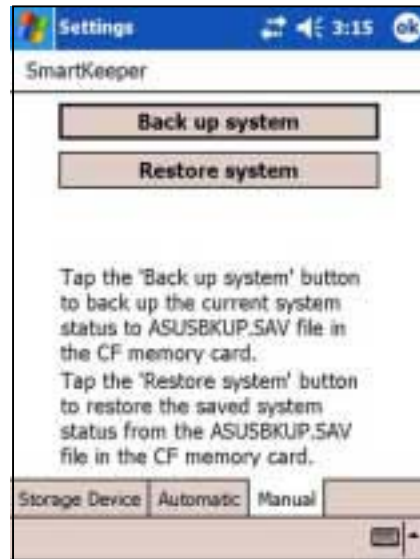 Settings 3:15 ok
SmartKeeper
Back up system
Restore system
Tap the 'Back up system' button
to back up the current system
status to ASUSBKUP.SAV file in
the CF memory card.
Tap the 'Restore system' button
to restore the saved system
status from the ASUSBKUP.SAV
file in the CF memory card.
Storage Device Automatic Manual